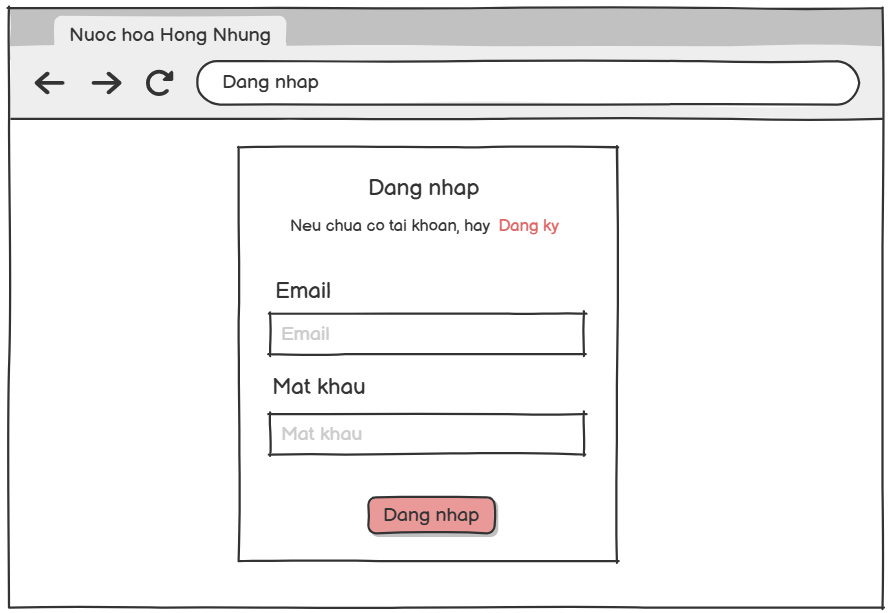 Nuoc hoa Hong Nhung
Dang nhap
Dang nhap
Neu chua co tai khoan, hay Dang ky
Email
Email
Mat khau
Mat khau
Dang nhap